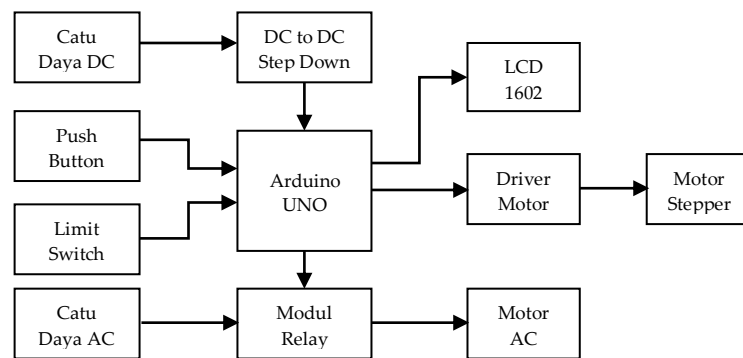 Catu
Daya DC
DC to DC
Step Down
LCD
1602
Push
Button
Arduino
UNO
Driver
Motor
Motor
Stepper
Limit
Switch
Catu
Daya AC
Modul
Relay
Motor
AC